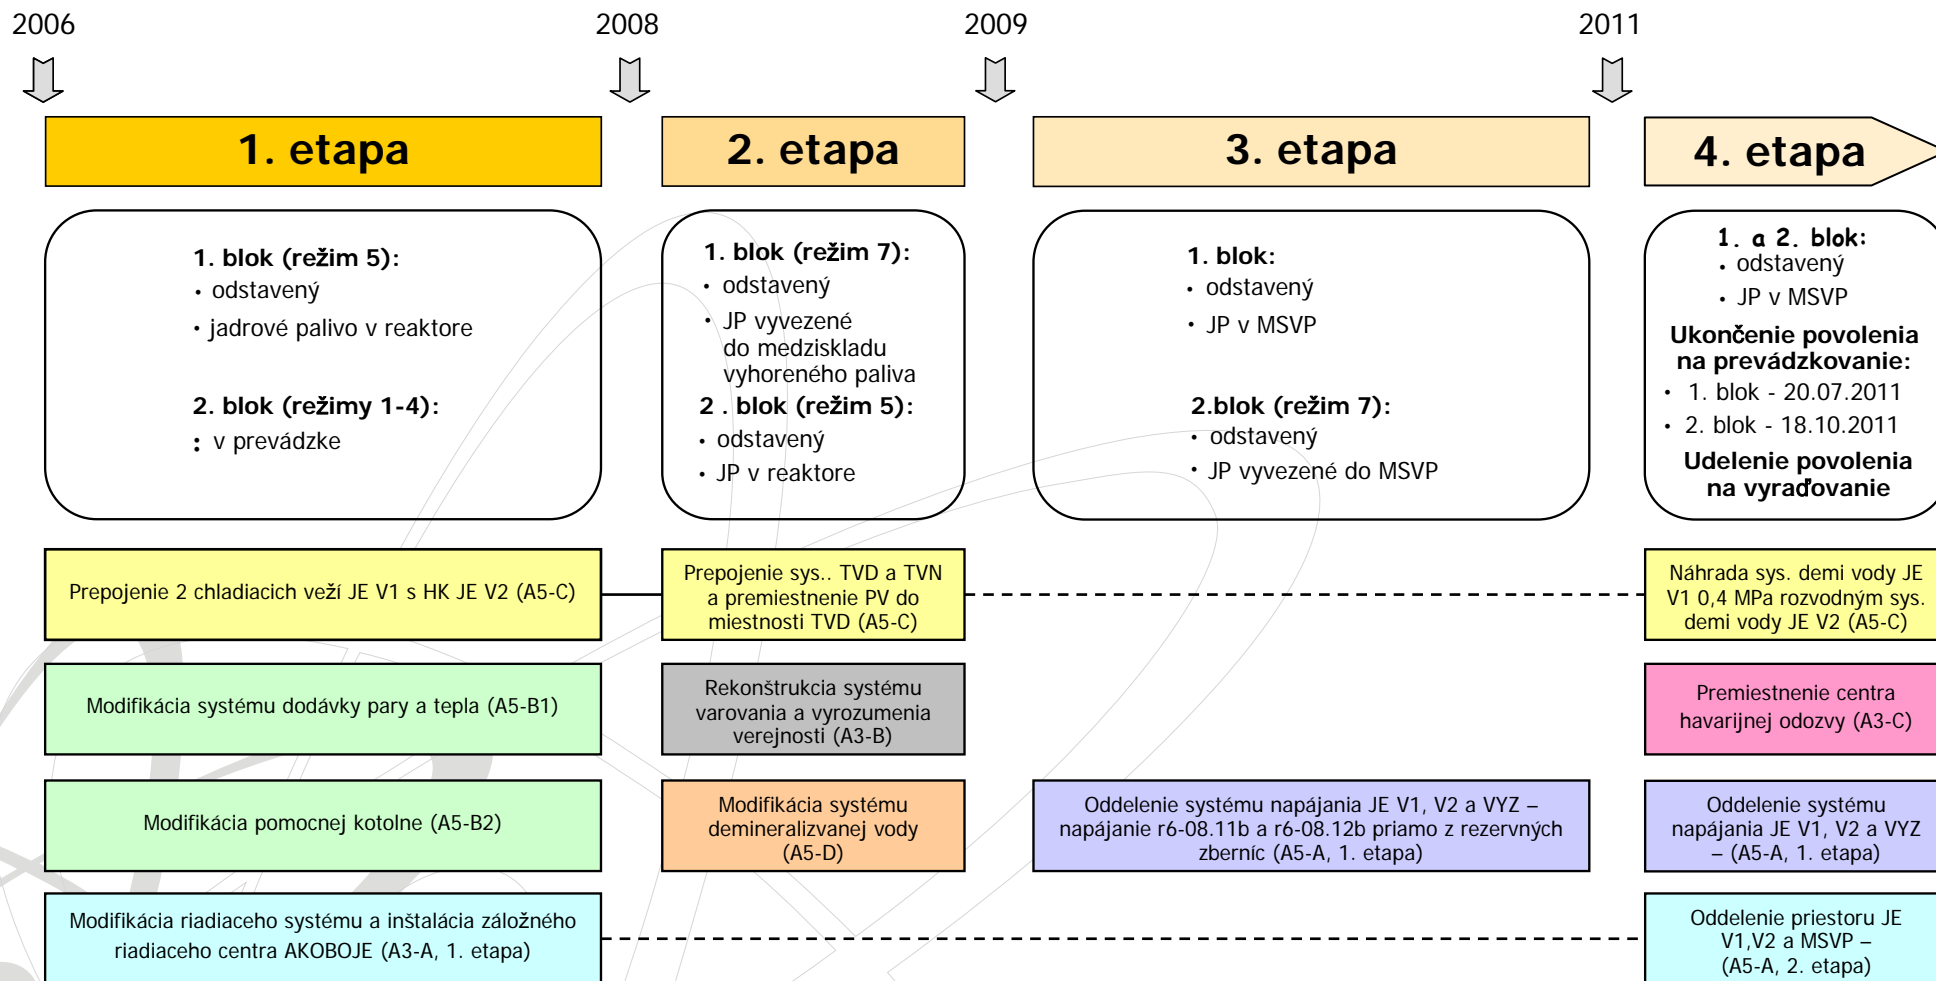 2006
2008
2009
2011
1. etapa
2. etapa
3. etapa
4. etapa
1. blok (režim 5):
• odstavený
• jadrové palivo v reaktore
2. blok (režimy 1-4):
: v prevádzke
1. blok (režim 7):
• odstavený
• JP vyvezené
do medziskladu
vyhoreného paliva
2 . blok (režim 5):
• odstavený
• JP v reaktore
1. blok:
• odstavený
• JP v MSVP
2.blok (režim 7):
• odstavený
• JP vyvezené do MSVP
1. a 2. blok:
• odstavený
• JP v MSVP
Ukončenie povolenia
na prevádzkovanie:
• 1. blok - 20.07.2011
• 2. blok - 18.10.2011
Udelenie povolenia
na vyraďovanie
Prepojenie 2 chladiacich veží JE V1 s HK JE V2 (A5-C)
Prepojenie sys.. TVD a TVN
a premiestnenie PV do
miestnosti TVD (A5-C)
Náhrada sys. demi vody JE
V1 0,4 MPa rozvodným sys.
demi vody JE V2 (A5-C)
Modifikácia systému dodávky pary a tepla (A5-B1)
Rekonštrukcia systému
varovania a vyrozumenia
verejnosti (A3-B)
Premiestnenie centra
havarijnej odozvy (A3-C)
Modifikácia pomocnej kotolne (A5-B2)
Modifikácia systému
demineralizvanej vody
(A5-D)
Oddelenie systému napájania JE V1, V2 a VYZ –
napájanie r6-08.11b a r6-08.12b priamo z rezervných
zberníc (A5-A, 1. etapa)
Oddelenie systému
napájania JE V1, V2 a VYZ
– (A5-A, 1. etapa)
Modifikácia riadiaceho systému a inštalácia záložného
riadiaceho centra AKOBOJE (A3-A, 1. etapa)
Oddelenie priestoru JE
V1,V2 a MSVP –
(A5-A, 2. etapa)